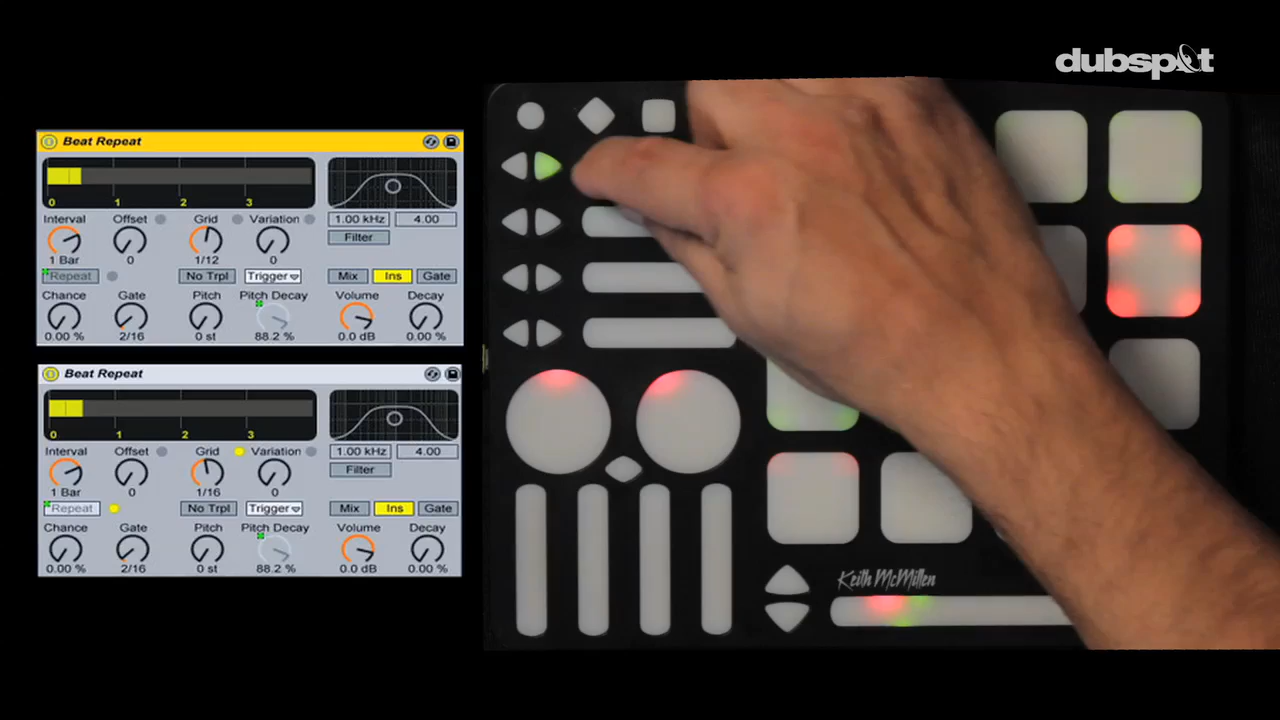 dubspot
Beat Repeat
0 1 2 3
Interval Offset Grid Variation
1.00 kHz 4.00
Filter
1 Bar 0 1/12 0
Repeat No Trpl Trigger Mix Ins Gate
Chance Gate Pitch Pitch Decay Volume Decay
0.00 % 2/16 0 st 88.2 % 0.0 dB 0.00 %
Beat Repeat
0 1 2 3
Interval Offset Grid Variation
1.00 kHz 4.00
Filter
1 Bar 0 1/16 0
Repeat No Trpl Trigger Mix Ins Gate
Chance Gate Pitch Pitch Decay Volume Decay
0.00 % 2/16 0 st 88.2 % 0.0 dB 0.00 %
Keith McMillen